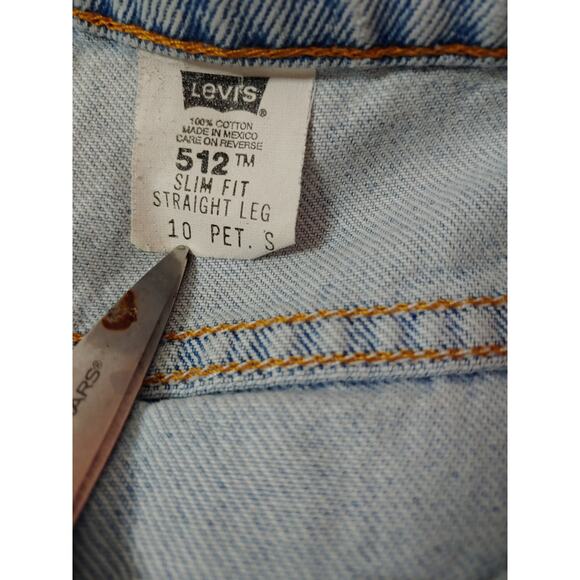 Levi's®
100% COTTON
MADE IN MEXICO
CARE ON REVERSE
512™
SLIM FIT
STRAIGHT LEG
10 PET. S